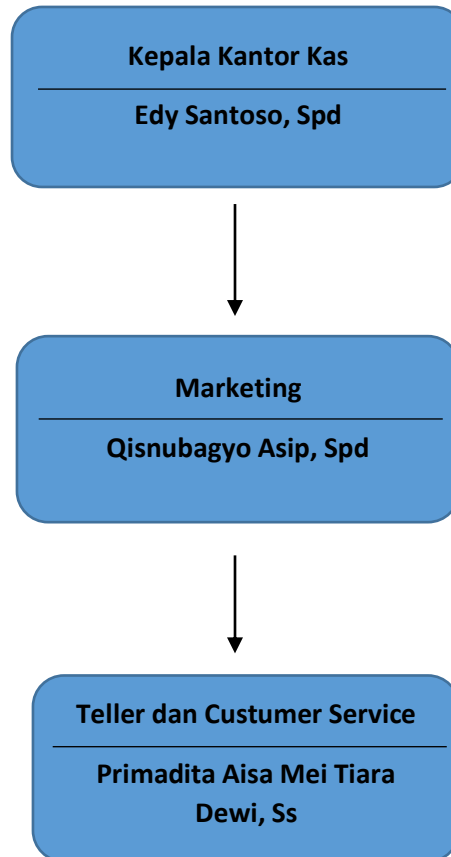 Kepala Kantor Kas
Edy Santoso, Spd
Marketing
Qisnubagyo Asip, Spd
Teller dan Custumer Service
Primadita Aisa Mei Tiara
Dewi, Ss